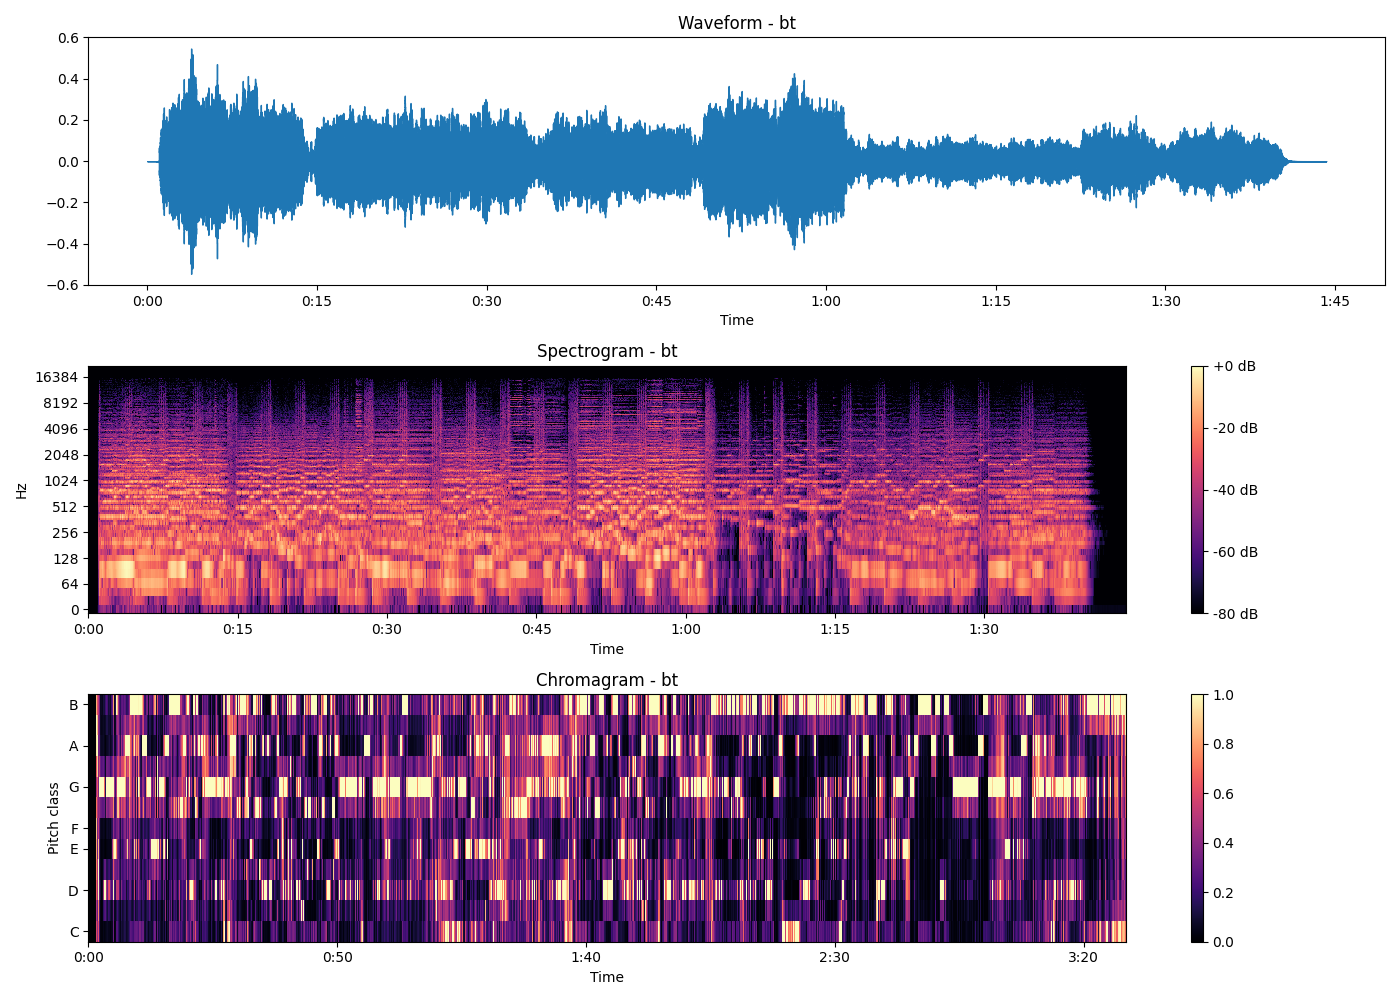 Waveform - bt
0.6
0.4
0.2
0.0
−0.2
−0.4
−0.6
0:00 0:15 0:30 0:45 1:00 1:15 1:30 1:45
Time
Spectrogram - bt
Hz
16384
8192
4096
2048
1024
512
256
128
64
0
0:00 0:15 0:30 0:45 1:00 1:15 1:30
Time
+0 dB
-20 dB
-40 dB
-60 dB
-80 dB
Chromagram - bt
Pitch class
B
A
G
F
E
D
C
0:00 0:50 1:40 2:30 3:20
Time
1.0
0.8
0.6
0.4
0.2
0.0